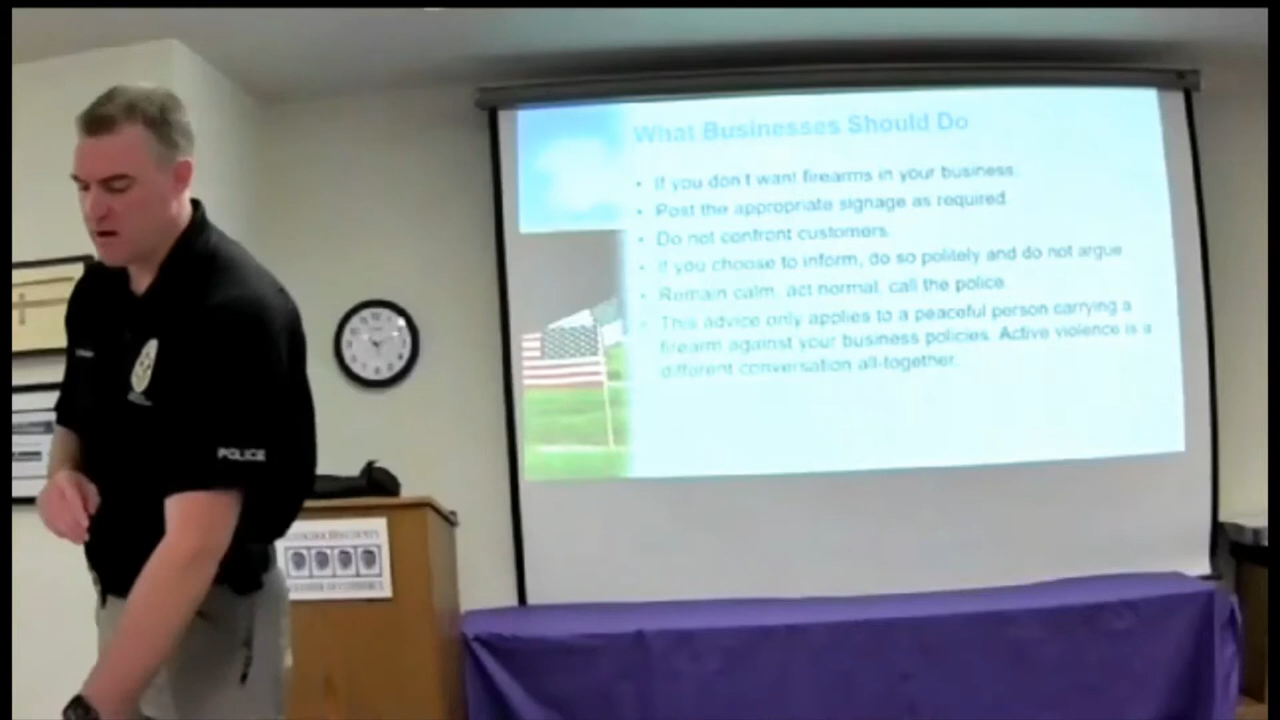 What Businesses Should Do
• If you don't want firearms in your business.
• Post the appropriate signage as required.
• Do not confront customers.
• If you choose to inform, do so politely and do not argue
• Remain calm, act normal, call the police.
• This advice only applies to a peaceful person carrying a
firearm against your business policies. Active violence is a
different conversation all-together.
POLICE